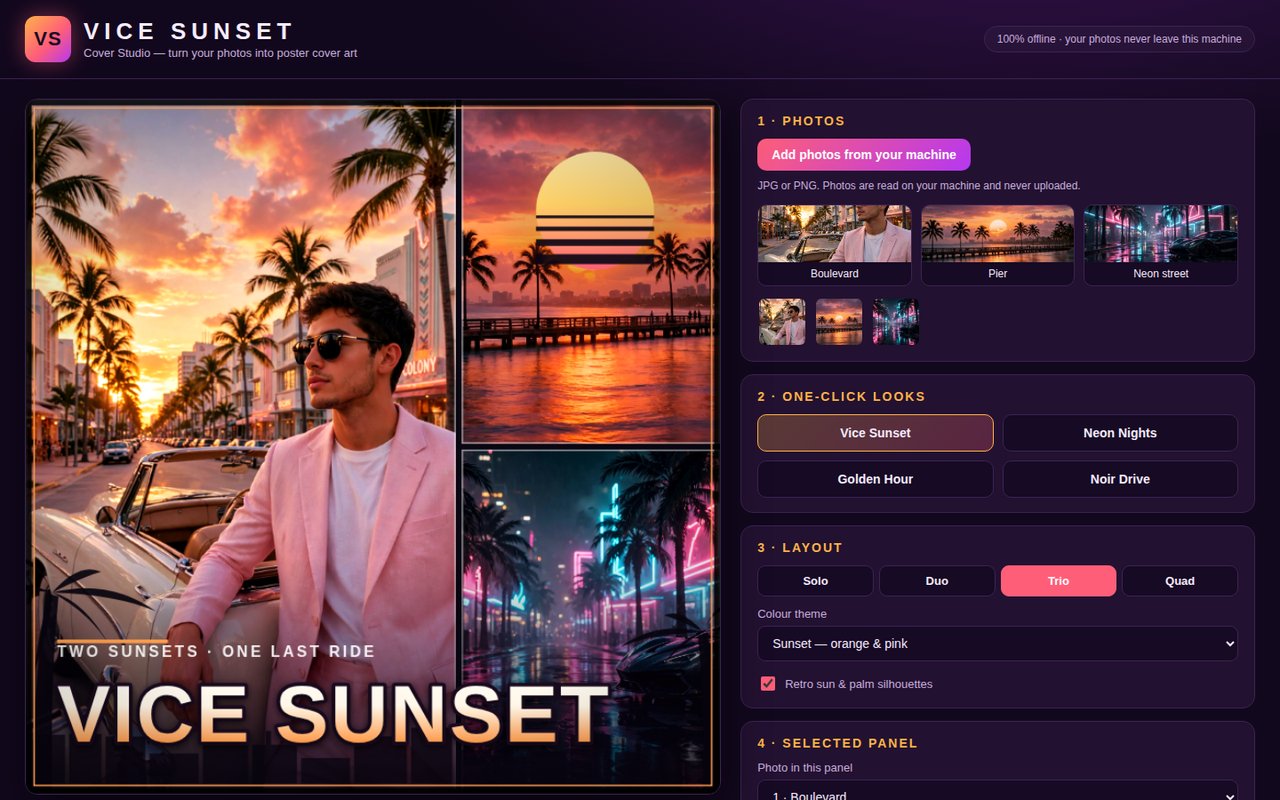 VS
VICE SUNSET
Cover Studio — turn your photos into poster cover art
100% offline · your photos never leave this machine
COLONY
TWO SUNSETS · ONE LAST RIDE
VICE SUNSET
1 · PHOTOS
Add photos from your machine
JPG or PNG. Photos are read on your machine and never uploaded.
Boulevard
Pier
Neon street
2 · ONE-CLICK LOOKS
Vice Sunset
Neon Nights
Golden Hour
Noir Drive
3 · LAYOUT
Solo
Duo
Trio
Quad
Colour theme
Sunset — orange & pink
Retro sun & palm silhouettes
4 · SELECTED PANEL
Photo in this panel
1 · Boulevard